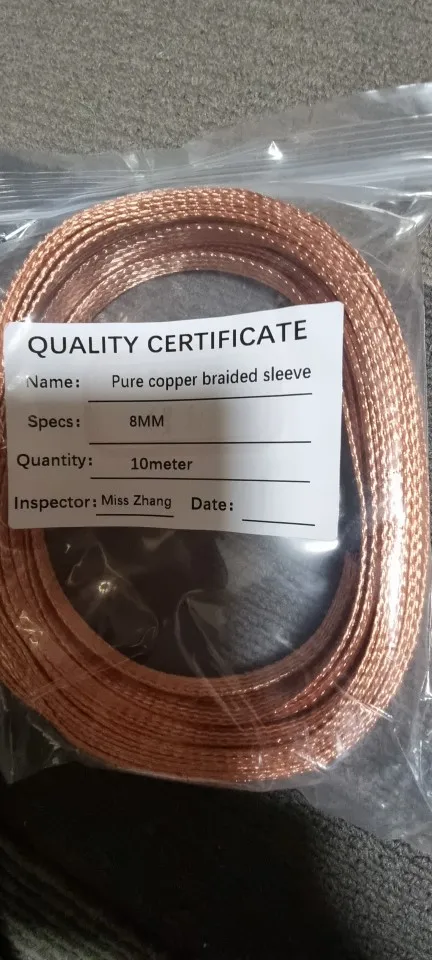 QUALITY CERTIFICATE
Name: Pure copper braided sleeve
Specs: 8MM
Quantity: 10meter
Inspector: Miss Zhang Date: